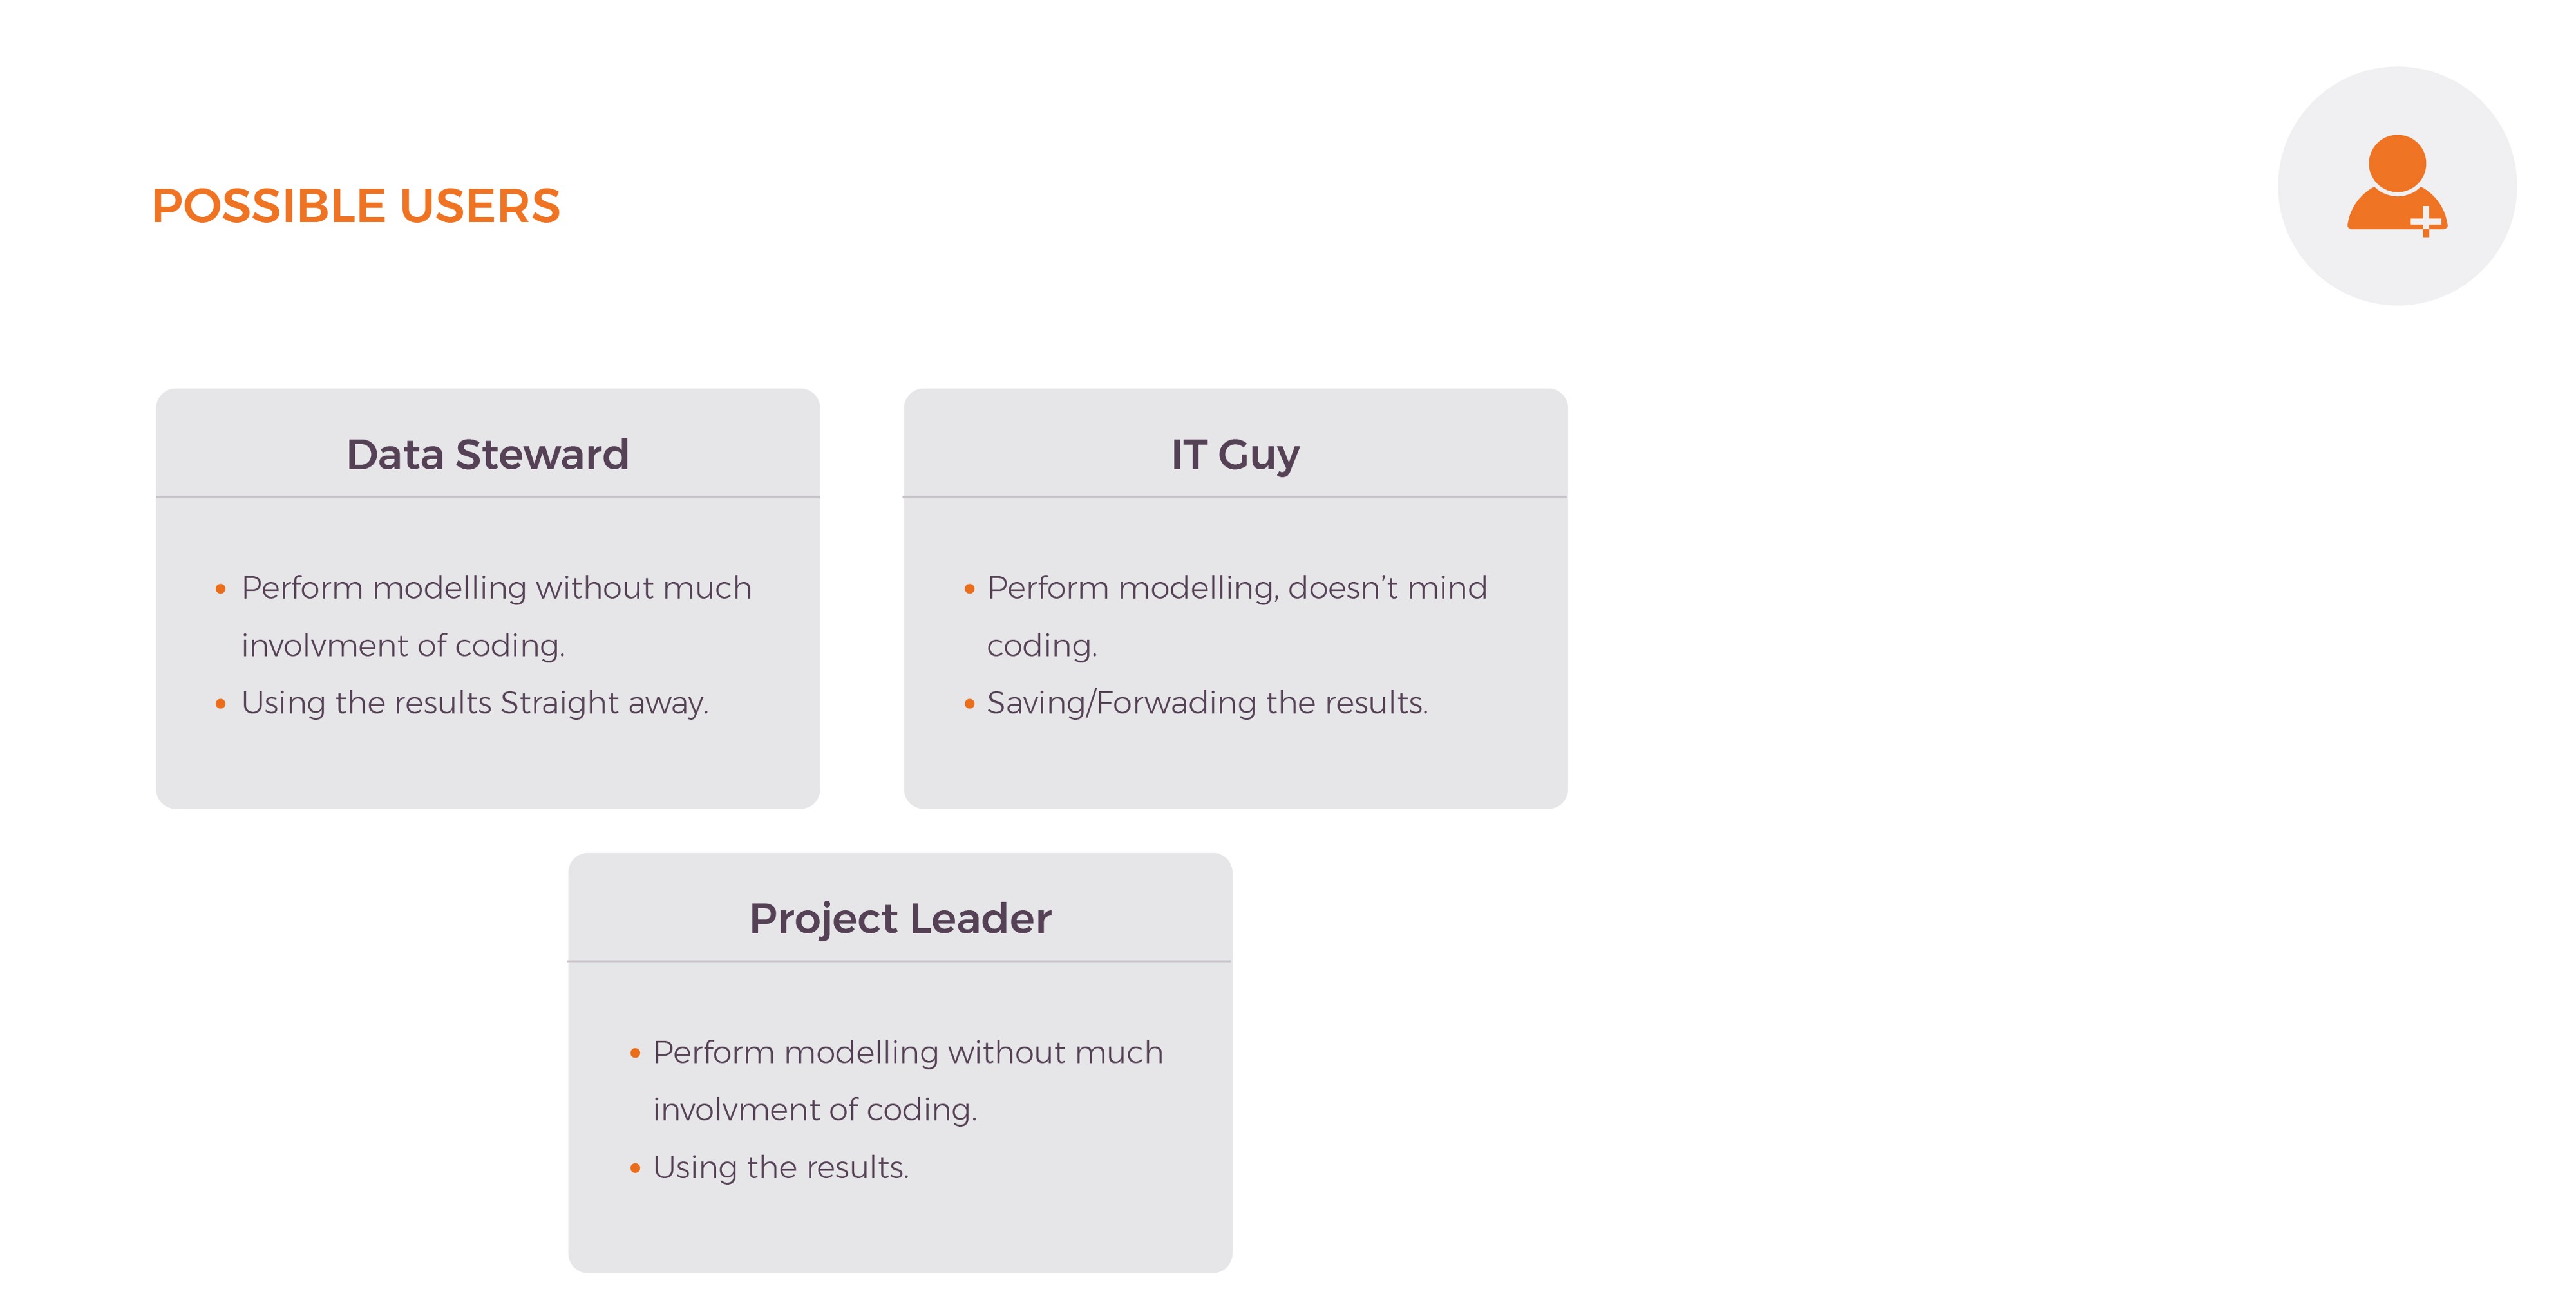 POSSIBLE USERS
Data Steward
• Perform modelling without much
involvment of coding.
• Using the results Straight away.
IT Guy
• Perform modelling, doesn’t mind
coding.
• Saving/Forwading the results.
Project Leader
• Perform modelling without much
involvment of coding.
• Using the results.